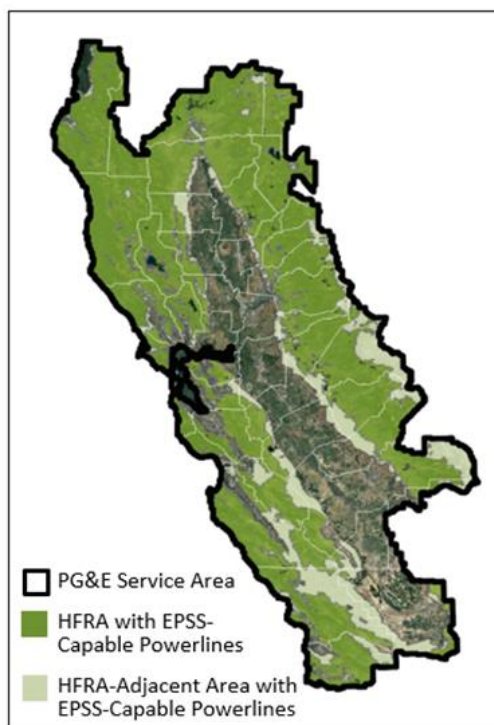 PG&E Service Area
HFRA with EPSS-
Capable Powerlines
HFRA-Adjacent Area with
EPSS-Capable Powerlines